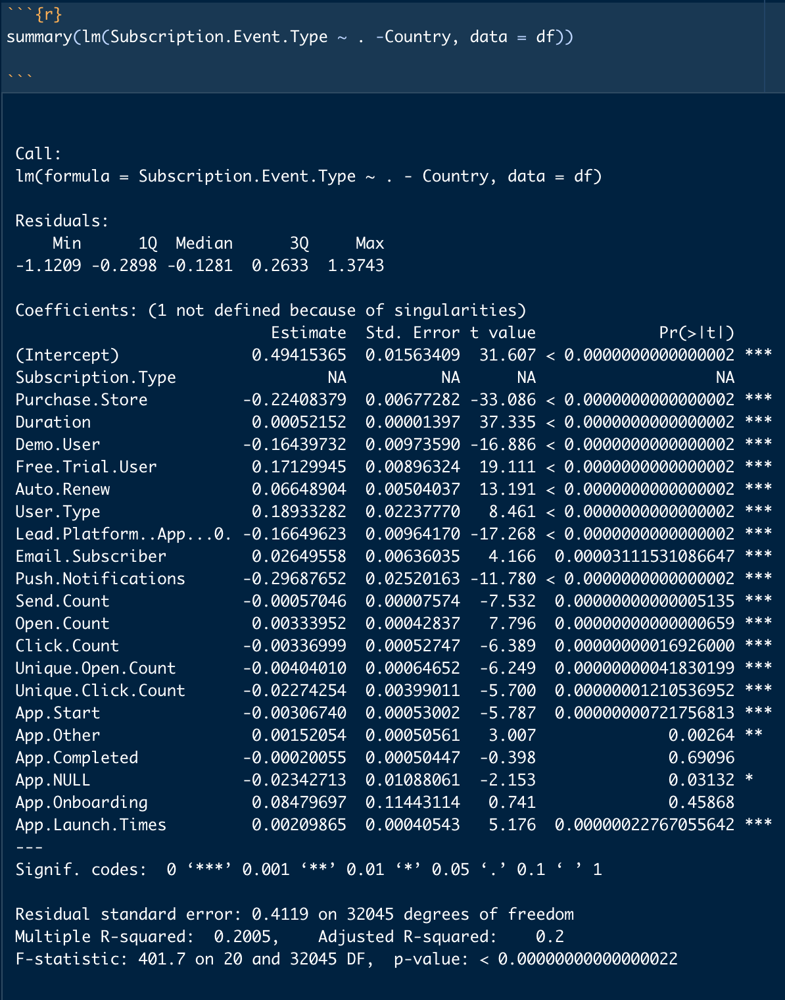 ```{r}
summary(lm(Subscription.Event.Type ~ . -Country, data = df))
```
Call:
lm(formula = Subscription.Event.Type ~ . - Country, data = df)
Residuals:
    Min      1Q  Median      3Q     Max
-1.1209 -0.2898 -0.1281  0.2633  1.3743
Coefficients: (1 not defined because of singularities)
                           Estimate  Std. Error t value             Pr(>|t|)
(Intercept)              0.49415365  0.01563409  31.607 < 0.0000000000000002 ***
Subscription.Type                NA          NA      NA                   NA
Purchase.Store          -0.22408379  0.00677282 -33.086 < 0.0000000000000002 ***
Duration                 0.00052152  0.00001397  37.335 < 0.0000000000000002 ***
Demo.User               -0.16439732  0.00973590 -16.886 < 0.0000000000000002 ***
Free.Trial.User          0.17129945  0.00896324  19.111 < 0.0000000000000002 ***
Auto.Renew               0.06648904  0.00504037  13.191 < 0.0000000000000002 ***
User.Type                0.18933282  0.02237770   8.461 < 0.0000000000000002 ***
Lead.Platform..App...0. -0.16649623  0.00964170 -17.268 < 0.0000000000000002 ***
Email.Subscriber         0.02649558  0.00636035   4.166  0.00003111531086647 ***
Push.Notifications      -0.29687652  0.02520163 -11.780 < 0.0000000000000002 ***
Send.Count              -0.00057046  0.00007574  -7.532  0.00000000000005135 ***
Open.Count               0.00333952  0.00042837   7.796  0.00000000000000659 ***
Click.Count             -0.00336999  0.00052747  -6.389  0.00000000016926000 ***
Unique.Open.Count       -0.00404010  0.00064652  -6.249  0.00000000041830199 ***
Unique.Click.Count      -0.02274254  0.00399011  -5.700  0.00000001210536952 ***
App.Start               -0.00306740  0.00053002  -5.787  0.00000000721756813 ***
App.Other                0.00152054  0.00050561   3.007              0.00264 **
App.Completed           -0.00020055  0.00050447  -0.398              0.69096
App.NULL                -0.02342713  0.01088061  -2.153              0.03132 *
App.Onboarding           0.08479697  0.11443114   0.741              0.45868
App.Launch.Times         0.00209865  0.00040543   5.176  0.00000022767055642 ***
---
Signif. codes:  0 ‘***’ 0.001 ‘**’ 0.01 ‘*’ 0.05 ‘.’ 0.1 ‘ ’ 1
Residual standard error: 0.4119 on 32045 degrees of freedom
Multiple R-squared:  0.2005,    Adjusted R-squared:    0.2
F-statistic: 401.7 on 20 and 32045 DF,  p-value: < 0.00000000000000022